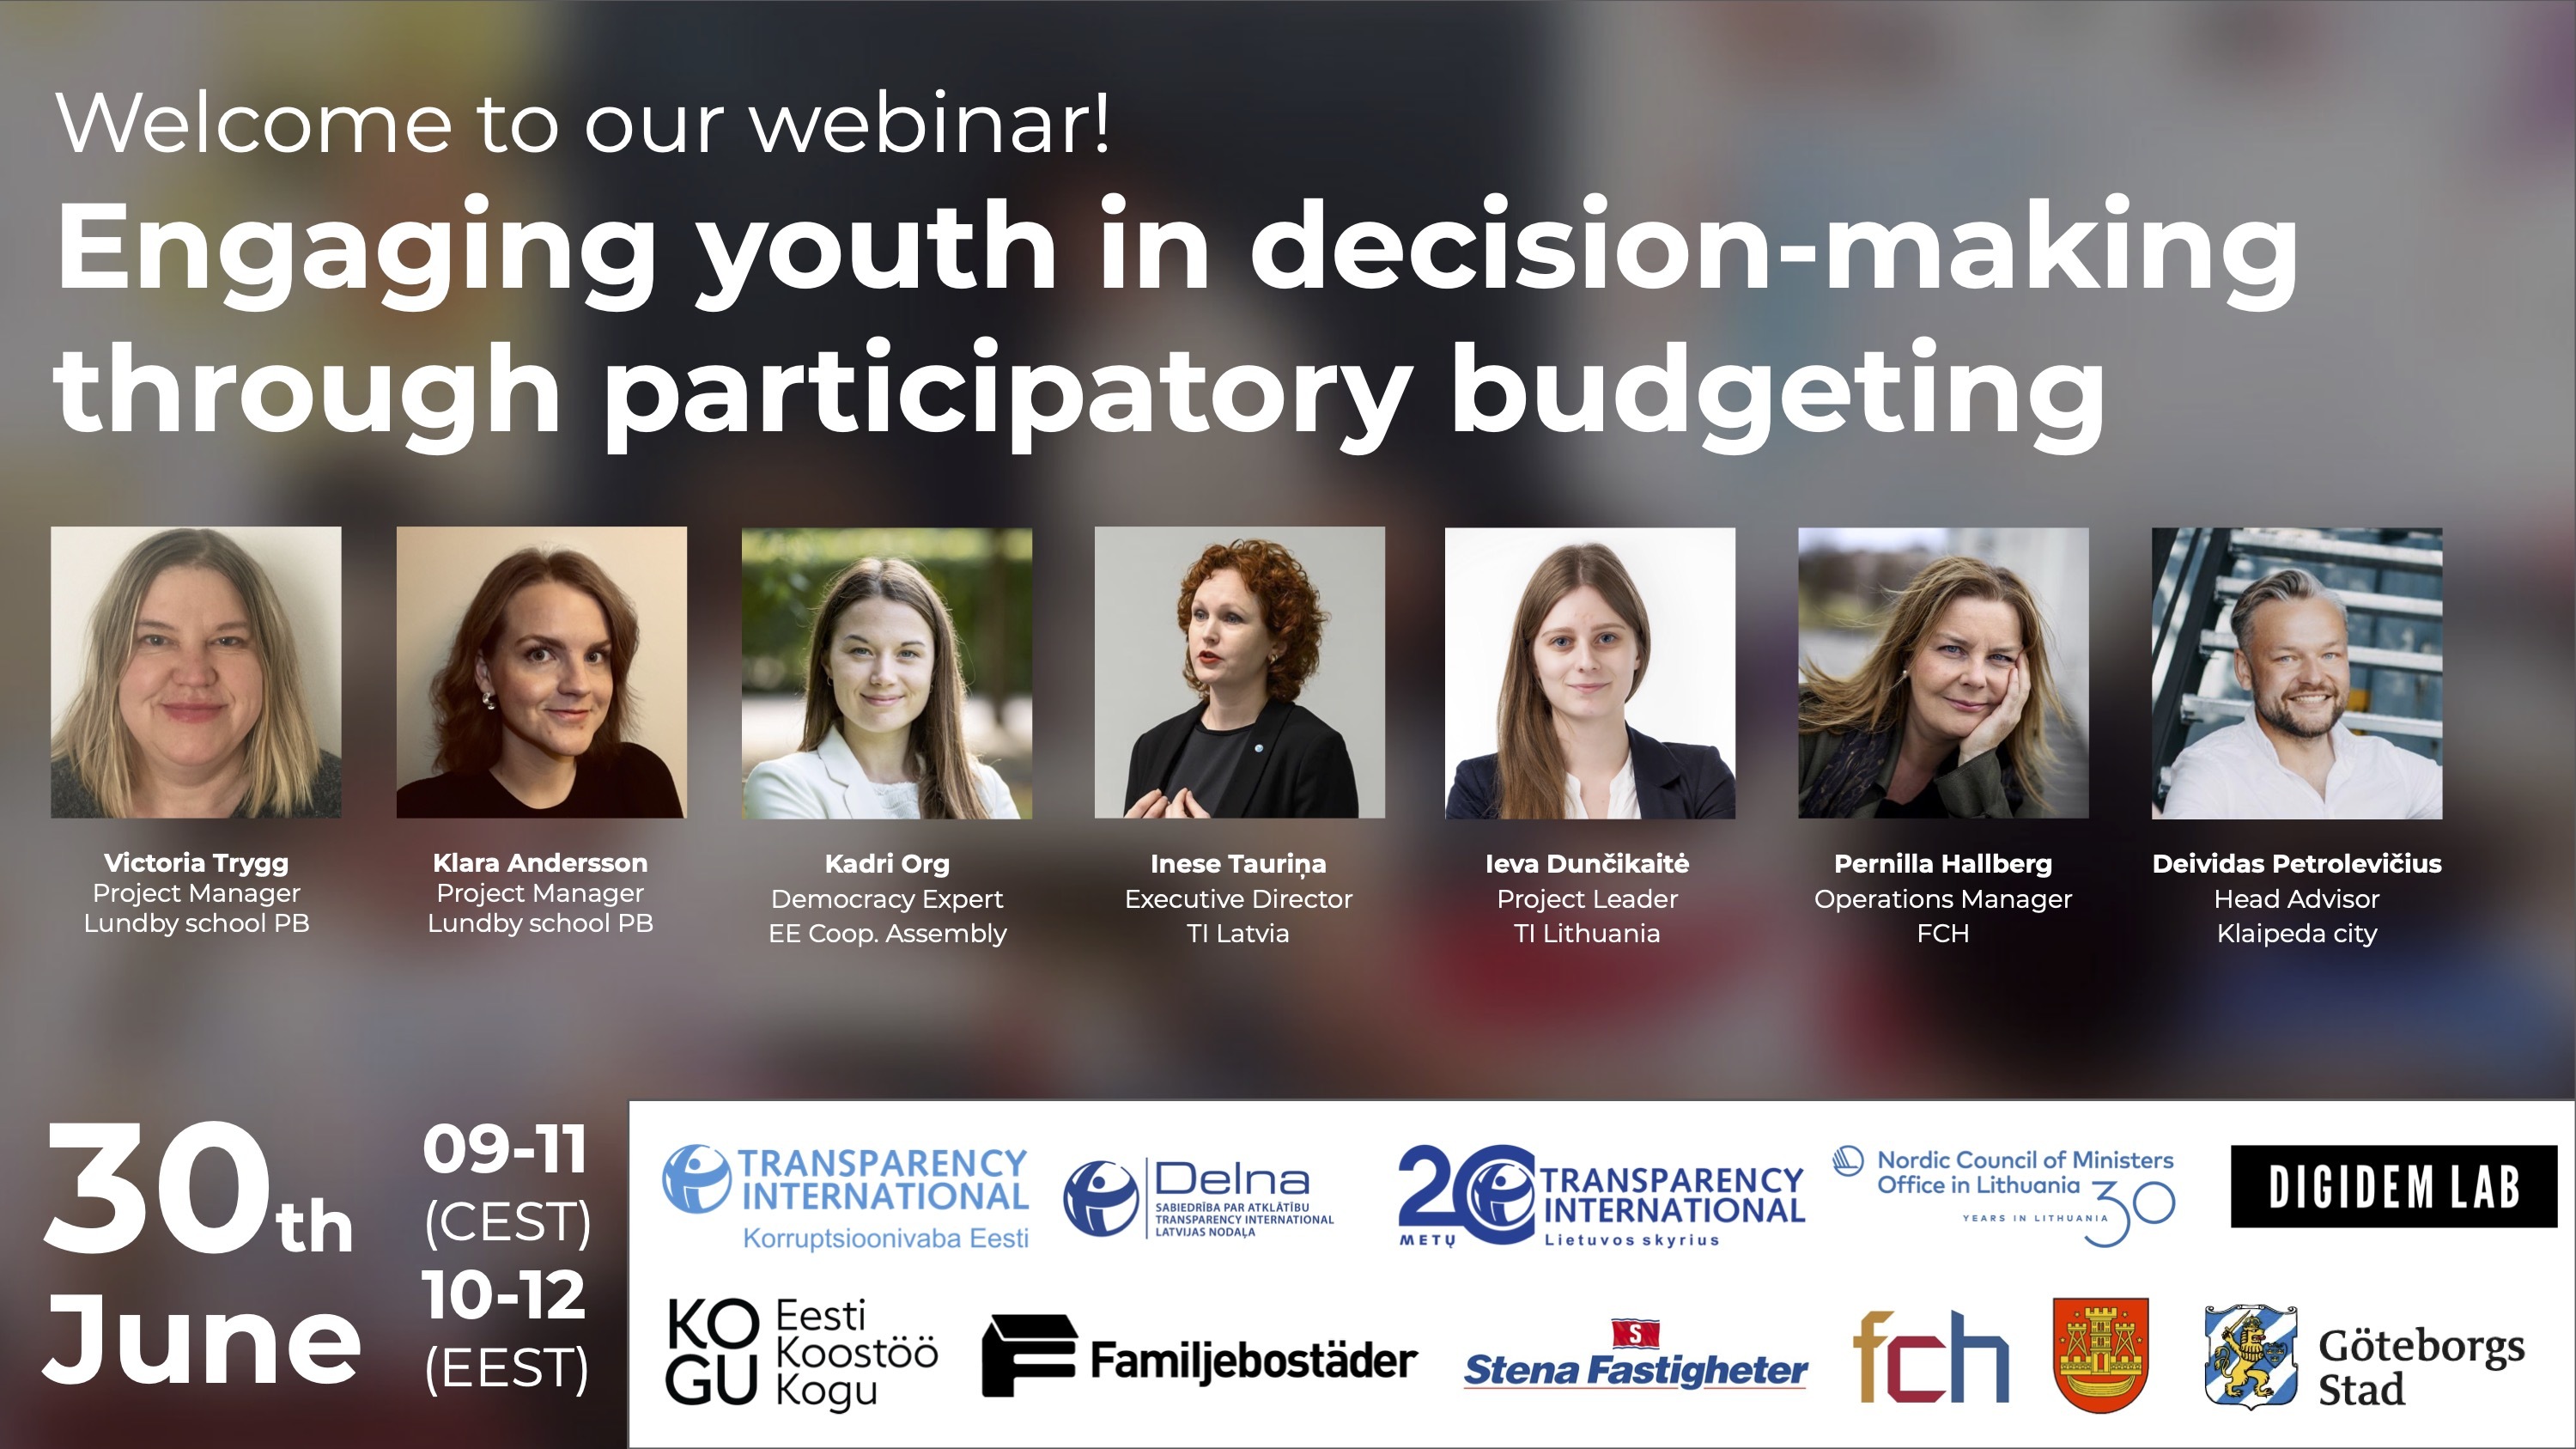 Welcome to our webinar!
Engaging youth in decision-making
through participatory budgeting
Victoria Trygg
Project Manager
Lundby school PB
Klara Andersson
Project Manager
Lundby school PB
Kadri Org
Democracy Expert
EE Coop. Assembly
Inese Tauriņa
Executive Director
TI Latvia
Ieva Dunčikaitė
Project Leader
TI Lithuania
Pernilla Hallberg
Operations Manager
FCH
Deividas Petrolevičius
Head Advisor
Klaipeda city
30th
June
09-11
(CEST)
10-12
(EEST)
TRANSPARENCY
INTERNATIONAL
Korruptsioonivaba Eesti
Delna
SABIEDRĪBA PAR ATKLĀTĪBU
TRANSPARENCY INTERNATIONAL
LATVIJAS NODAĻA
20
METŲ
TRANSPARENCY
INTERNATIONAL
Lietuvos skyrius
Nordic Council of Ministers
Office in Lithuania
YEARS IN LITHUANIA 30
DIGIDEM LAB
KO
GU
Eesti
Koostöö
Kogu
Familjebostäder
S
Stena Fastigheter
fch
Göteborgs
Stad